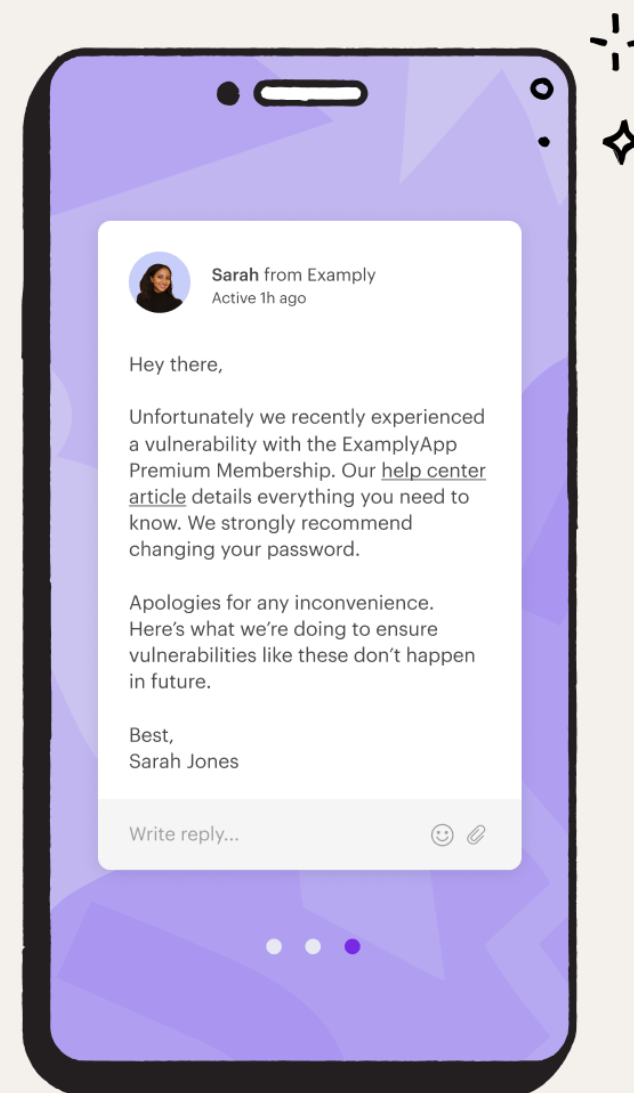 Sarah from Examply
Active 1h ago
Hey there,
Unfortunately we recently experienced
a vulnerability with the ExamplyApp
Premium Membership. Our help center
article details everything you need to
know. We strongly recommend
changing your password.
Apologies for any inconvenience.
Here’s what we’re doing to ensure
vulnerabilities like these don’t happen
in future.
Best,
Sarah Jones
Write reply...